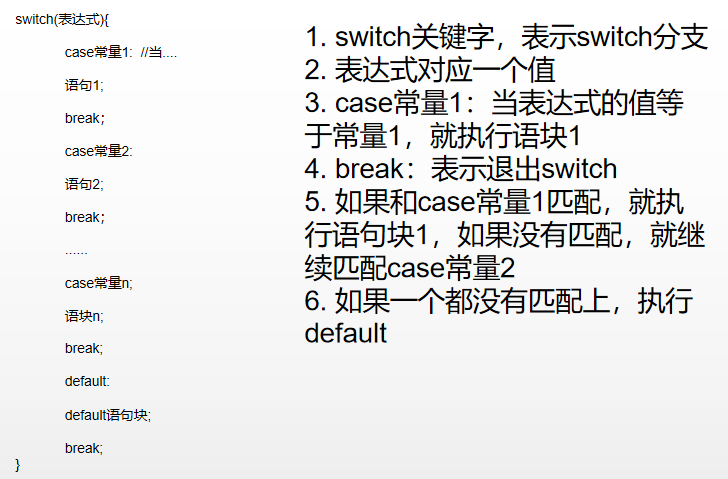 switch(表达式){
case常量1:  //当....
语句1;
break；
case常量2:
语句2;
break；
......
case常量n;
语块n;
break;
default:
default语句块;
break;
}
1. switch关键字，表示switch分支
2. 表达式对应一个值
3. case常量1：当表达式的值等
于常量1，就执行语块1
4. break：表示退出switch
5. 如果和case常量1匹配，就执
行语句块1，如果没有匹配，就继
续匹配case常量2
6. 如果一个都没有匹配上，执行
default